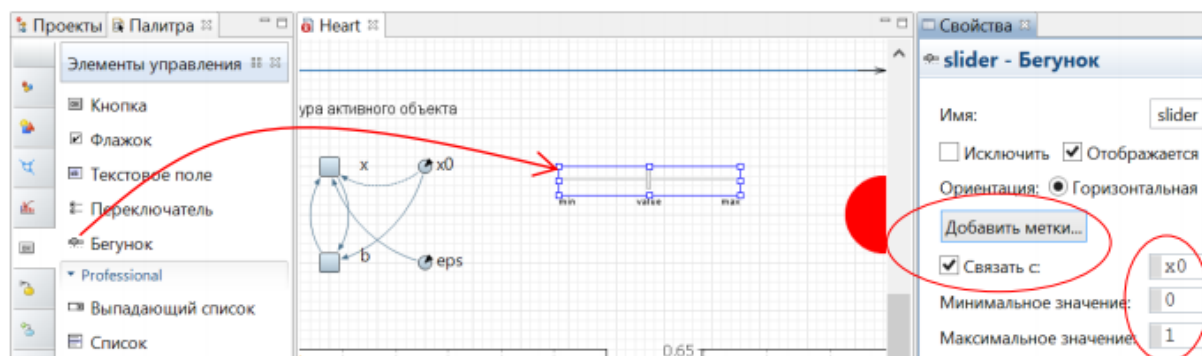 Проекты Палитра
Элементы управления
Кнопка
Флажок
Текстовое поле
Переключатель
Бегунок
Professional
Выпадающий список
Список
Heart
ура активного объекта
x
x0
b
eps
min value max
0.65
Свойства
slider - Бегунок
Имя: slider
Исключить Отображается
Ориентация: Горизонтальная
Добавить метки...
Связать с: x0
Минимальное значение: 0
Максимальное значение: 1